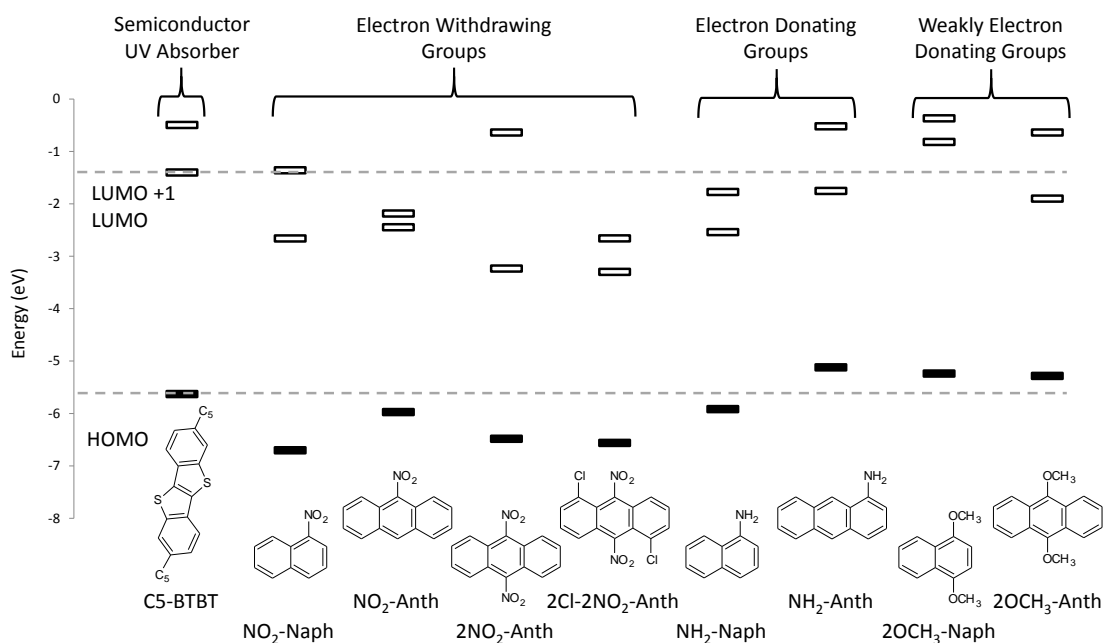 Semiconductor
UV Absorber
Electron Withdrawing
Groups
Electron Donating
Groups
Weakly Electron
Donating Groups
Energy (eV)
0
-1
-2
-3
-4
-5
-6
-7
-8
LUMO +1
LUMO
HOMO
C5
S
S
C5
C5-BTBT
NO2
NO2-Naph
NO2
NO2-Anth
NO2
NO2
2NO2-Anth
Cl
NO2
NO2
Cl
2Cl-2NO2-Anth
NH2
NH2-Naph
NH2
NH2-Anth
OCH3
OCH3
2OCH3-Naph
OCH3
OCH3
2OCH3-Anth